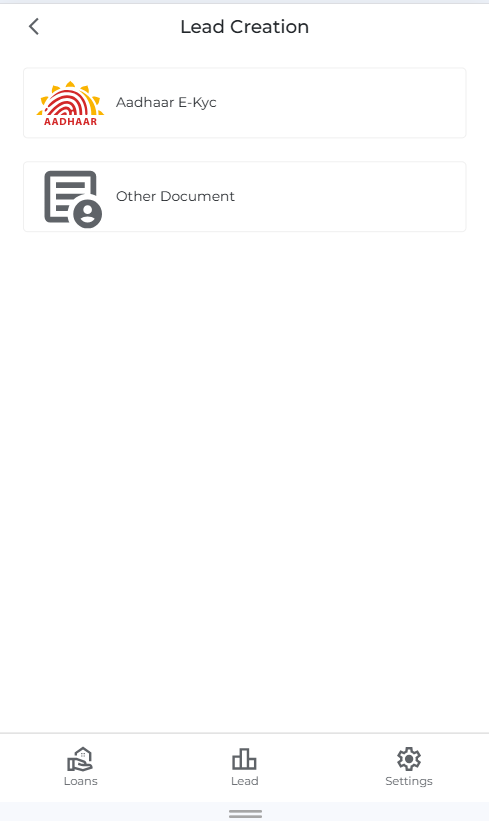 Lead Creation
AADHAAR
Aadhaar E-Kyc
Other Document
Loans
Lead
Settings